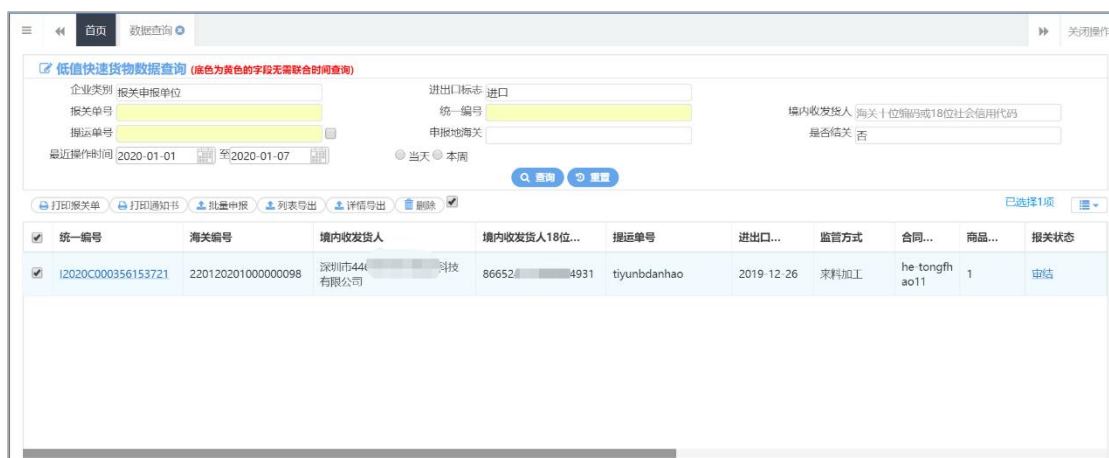 首页 数据查询 关闭操作
低值快速货物数据查询 (底色为黄色的字段无需联合时间查询)
企业类别 报关申报单位 进出口标志 进口
报关单号 统一编号 境内收发货人 海关十位编码或18位社会信用代码
提运单号 申报地海关 是否结关 否
最近操作时间 2020-01-01 至 2020-01-07 当天 本周
查询 重置
打印报关单 打印通知书 批量申报 列表导出 详情导出 删除 已选择1项
统一编号 海关编号 境内收发货人 境内收发货人18位... 提运单号 进出口... 监管方式 合同... 商品... 报关状态
I2020C000356153721 220120201000000098 深圳市44 科技有限公司 86652 4931 tiyunbdanhao 2019-12-26 来料加工 he-tongfhao11 1 审结